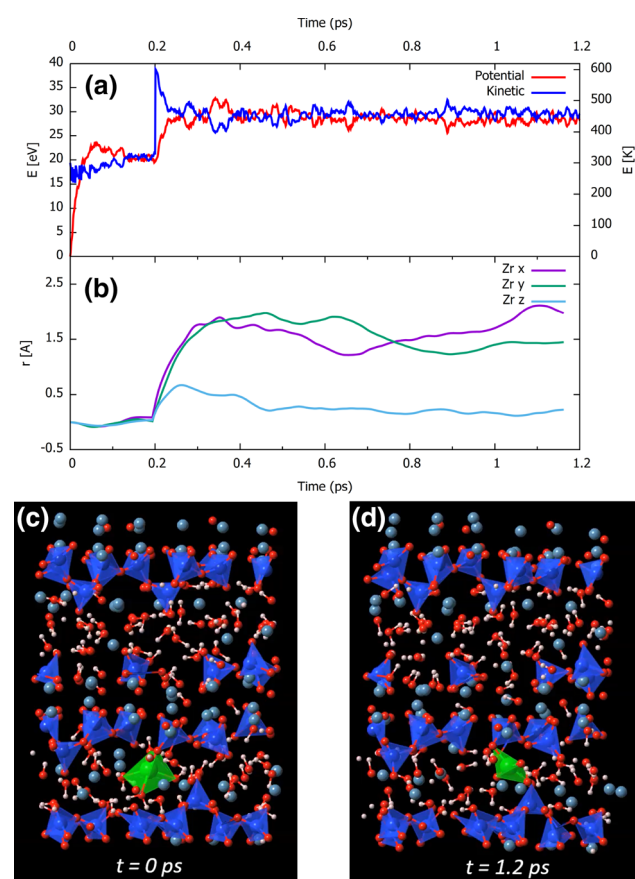 Time (ps)
0 0.2 0.4 0.6 0.8 1 1.2
(a)
Potential
Kinetic
40 600
35 500
30 400
25 300
20 200
15 100
10 0
5
0
E [eV]
E [K]
(b)
Zr x
Zr y
Zr z
2.5
1.5
0.5
-0.5
r [A]
0 0.2 0.4 0.6 0.8 1 1.2
Time (ps)
(c) (d)
t = 0 ps t = 1.2 ps